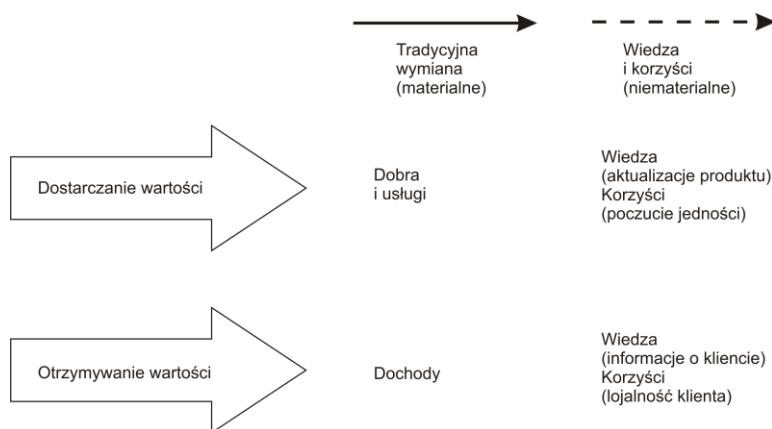 Tradycyjna
wymiana
(materialne)
Wiedza
i korzyści
(niematerialne)
Dostarczanie wartości
Dobra
i usługi
Wiedza
(aktualizacje produktu)
Korzyści
(poczucie jedności)
Otrzymywanie wartości
Dochody
Wiedza
(informacje o kliencie)
Korzyści
(lojalność klienta)